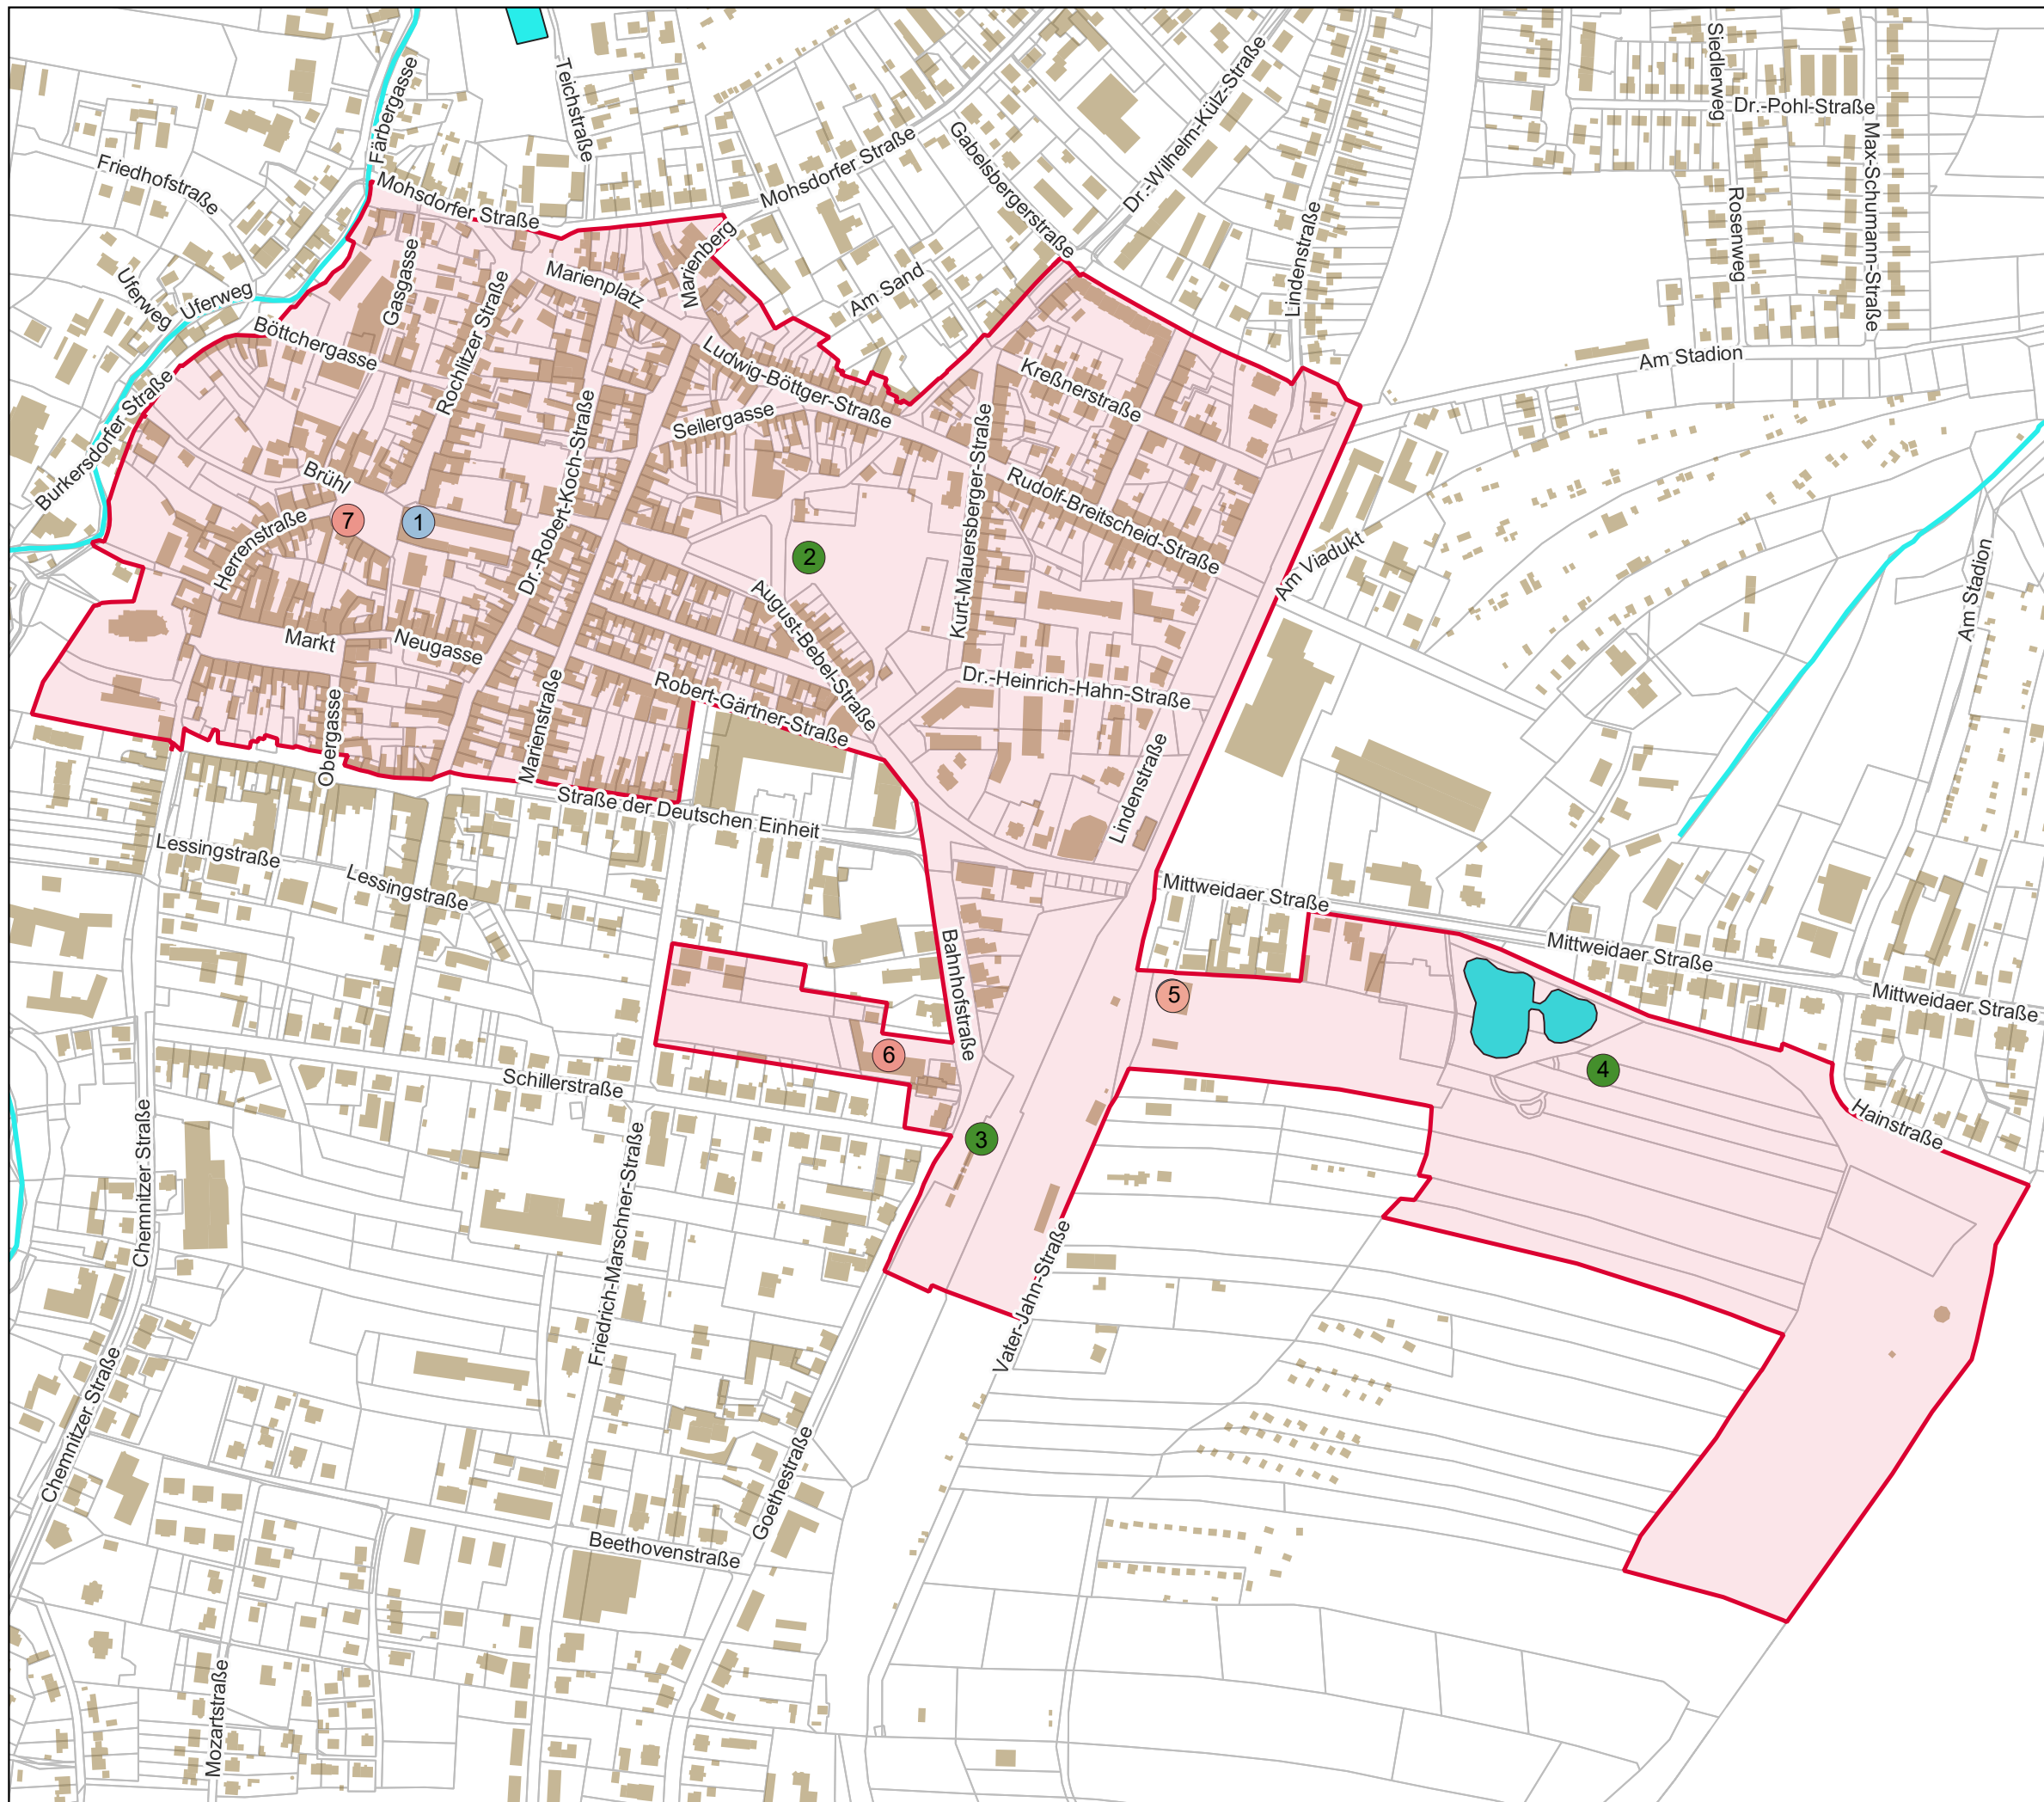 Färbergasse
Teichstraße
Siedlerweg
Dr.-Pohl-Straße
Dr.-Wilhelm-Külz-Straße
Gabelsbergerstraße
Max-Schumann-Straße
Mohsdorfer Straße
Friedhofstraße
Mohsdorfer Straße
Rosenweg
Lindenstraße
Marienberg
Gasgasse
Marienplatz
Am Sand
Uferweg
Uferweg
Böttchergasse
Rochlitzer Straße
Ludwig-Böttger-Straße
Am Stadion
Kreßnerstraße
Burkersdorfer Straße
Seilergasse
Dr.-Robert-Koch-Straße
Kurt-Mauersberger-Straße
Brühl
Rudolf-Breitscheid-Straße
7
1
Herrenstraße
2
Am Viadukt
Am Stadion
August-Bebel-Straße
Markt
Neugasse
Robert-Gärtner-Straße
Dr.-Heinrich-Hahn-Straße
Obergasse
Marienstraße
Lindenstraße
Straße der Deutschen Einheit
Lessingstraße
Lessingstraße
Mittweidaer Straße
Mittweidaer Straße
Mittweidaer Straße
Bahnhofstraße
5
6
4
Schillerstraße
Hainstraße
3
Chemnitzer Straße
Friedrich-Marschner-Straße
Vater-Jahn-Straße
Chemnitzer Straße
Goethestraße
Beethovenstraße
Mozartstraße